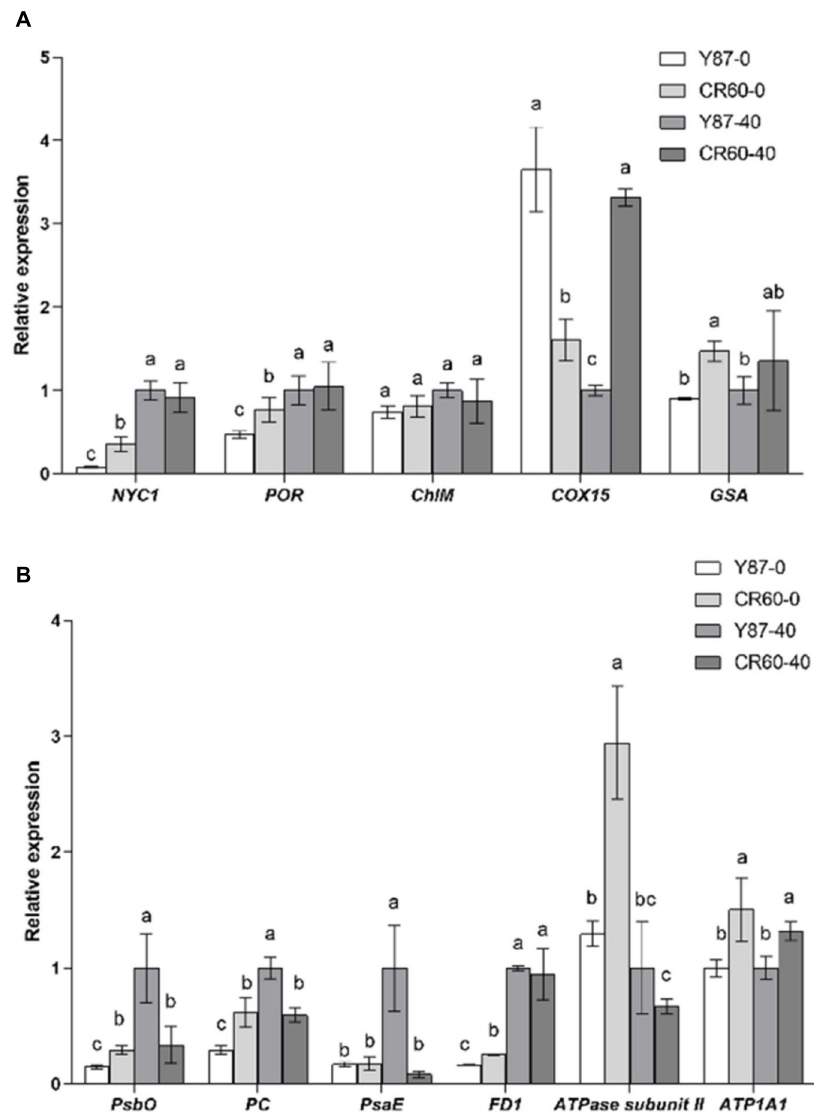 A
Relative expression
5
4
3
2
1
0
Y87-0
CR60-0
Y87-40
CR60-40
c b a a
c b a a
a a a a
a b c a
b a b ab
NYC1 POR ChlM COX15 GSA
B
Relative expression
4
3
2
1
0
Y87-0
CR60-0
Y87-40
CR60-40
c b a b
c b a b
b b a b
c b a a
b a bc c
b a b a
PsbO PC PsaE FD1 ATPase subunit II ATP1A1